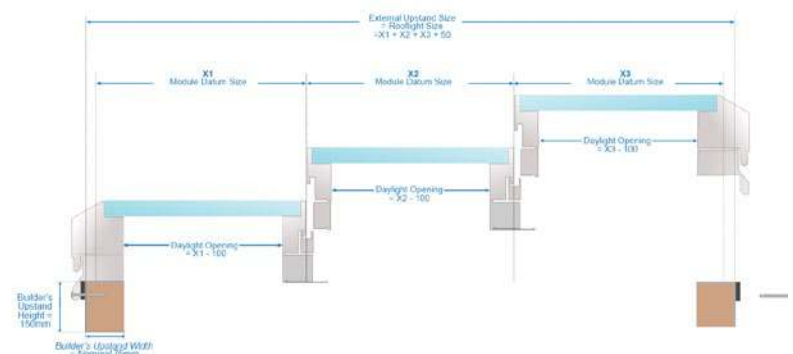 External Upstand Size
= Rooflight Size
=X1 + X2 + X3 + 50
X1
Module Datum Size
X2
Module Datum Size
X3
Module Datum Size
Daylight Opening
= X3 - 100
Daylight Opening
= X2 - 100
Daylight Opening
= X1 - 100
Builder's
Upstand
Height =
150mm
Builder's Upstand Width
= Nominal 75mm